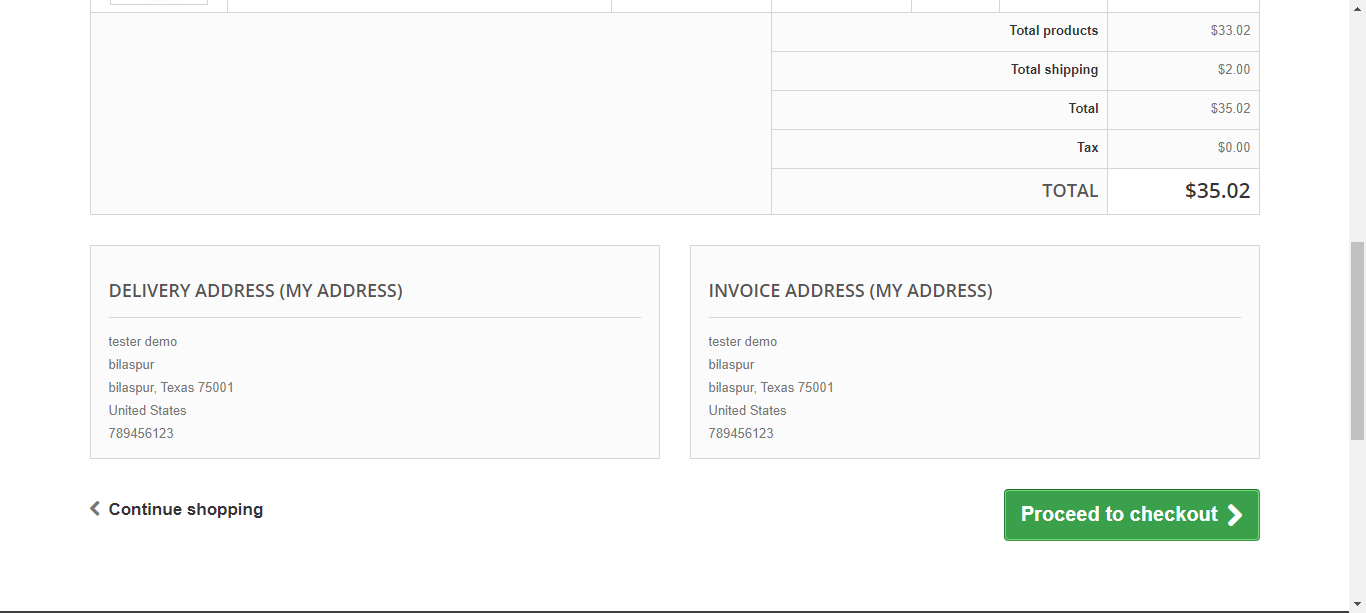 Total products $33.02
Total shipping $2.00
Total $35.02
Tax $0.00
TOTAL $35.02
DELIVERY ADDRESS (MY ADDRESS)
tester demo
bilaspur
bilaspur, Texas 75001
United States
789456123
INVOICE ADDRESS (MY ADDRESS)
tester demo
bilaspur
bilaspur, Texas 75001
United States
789456123
Continue shopping
Proceed to checkout